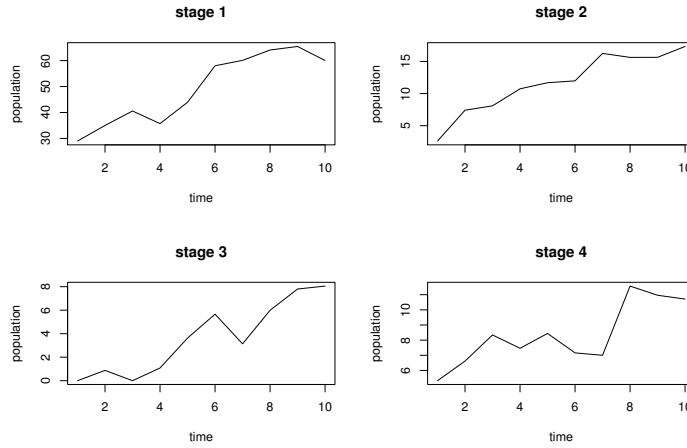 stage 1
population
30 40 50 60
2 4 6 8 10
time
stage 2
population
5 10 15
2 4 6 8 10
time
stage 3
population
0 2 4 6 8
2 4 6 8 10
time
stage 4
population
6 8 10
2 4 6 8 10
time